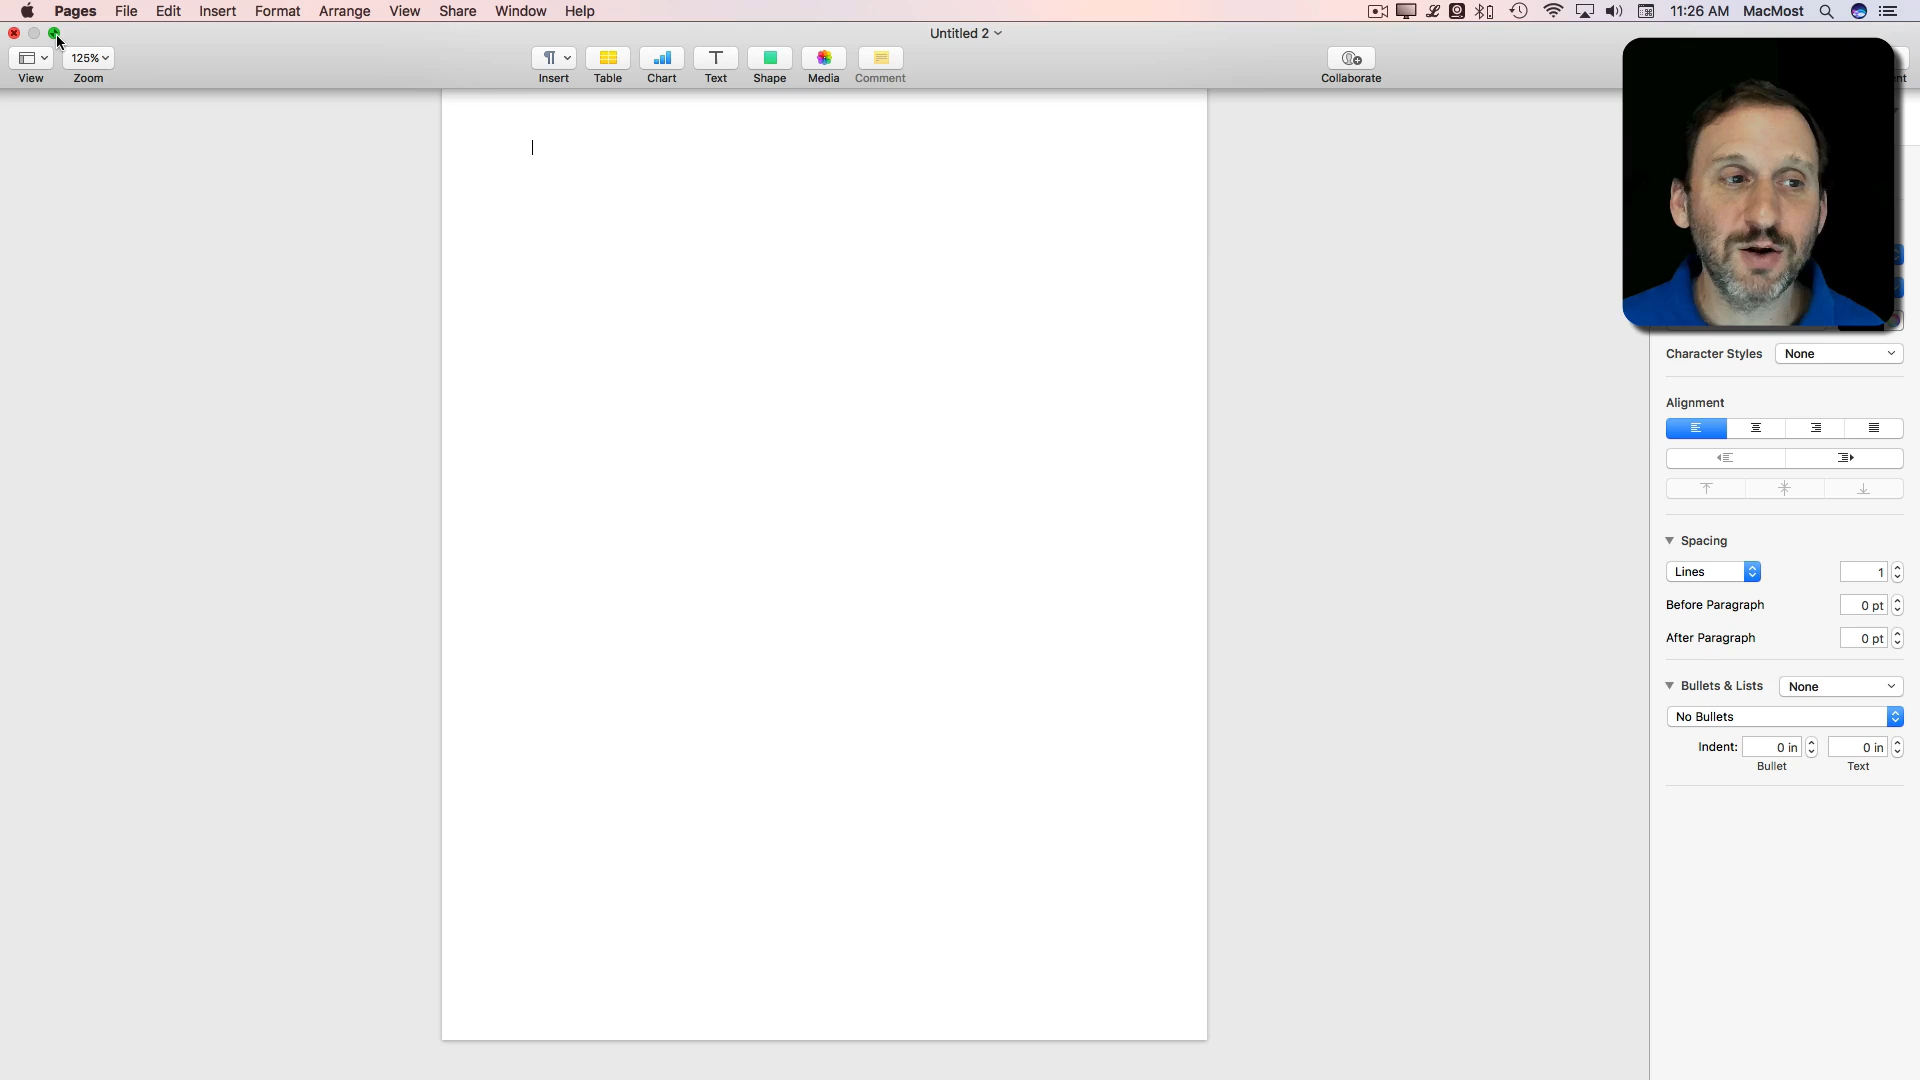 Pages File Edit Insert Format Arrange View Share Window Help 11:26 AM MacMost
Untitled 2
125%
View Zoom Insert Table Chart Text Shape Media Comment Collaborate
Character Styles None
Alignment
Spacing
Lines 1
Before Paragraph 0 pt
After Paragraph 0 pt
Bullets & Lists None
No Bullets
Indent: 0 in 0 in
Bullet Text